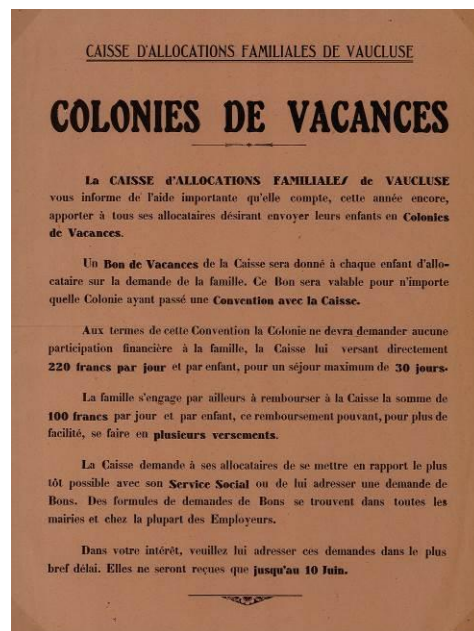 CAISSE D'ALLOCATIONS FAMILIALES DE VAUCLUSE
COLONIES DE VACANCES
La CAISSE d'ALLOCATIONS FAMILIALES de VAUCLUSE
vous informe de l'aide importante qu'elle compte, cette année encore,
apporter à tous ses allocataires désirant envoyer leurs enfants en Colonies
de Vacances.
Un Bon de Vacances de la Caisse sera donné à chaque enfant d'allo-
cataire sur la demande de la famille. Ce Bon sera valable pour n'importe
quelle Colonie ayant passé une Convention avec la Caisse.
Aux termes de cette Convention la Colonie ne devra demander aucune
participation financière à la famille, la Caisse lui versant directement
220 francs par jour et par enfant, pour un séjour maximum de 30 jours.
La famille s'engage par ailleurs à rembourser à la Caisse la somme de
100 francs par jour et par enfant, ce remboursement pouvant, pour plus de
facilité, se faire en plusieurs versements.
La Caisse demande à ses allocataires de se mettre en rapport le plus
tôt possible avec son Service Social ou de lui adresser une demande de
Bons. Des formules de demandes de Bons se trouvent dans toutes les
mairies et chez la plupart des Employeurs.
Dans votre intérêt, veuillez lui adresser ces demandes dans le plus
bref délai. Elles ne seront reçues que jusqu'au 10 Juin.